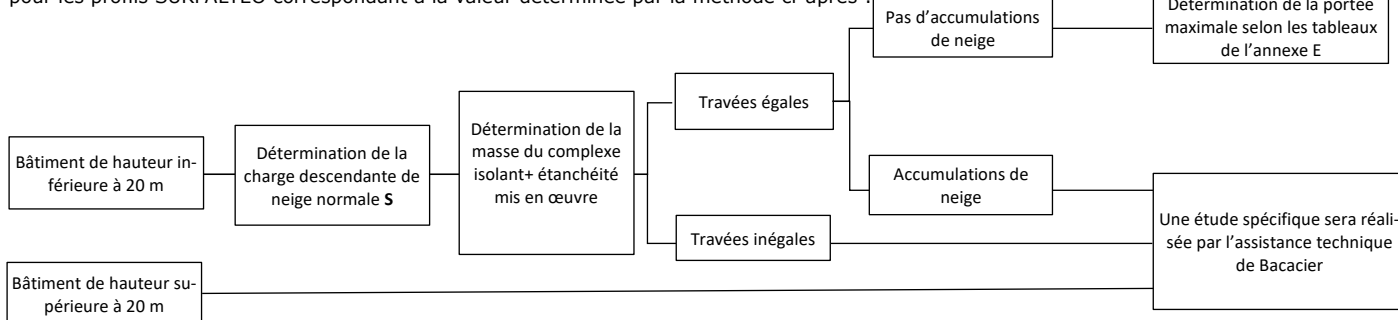 pour les profils SURFALTEO correspondant à la valeur déterminée par la méthode ci-après :
Pas d’accumulations
de neige
Détermination de la portée
maximale selon les tableaux
de l’annexe E
Travées égales
Bâtiment de hauteur in-
férieure à 20 m
Détermination de la
charge descendante de
neige normale S
Détermination de la
masse du complexe
isolant+ étanchéité
mis en œuvre
Accumulations de
neige
Travées inégales
Une étude spécifique sera réali-
sée par l’assistance technique
de Bacacier
Bâtiment de hauteur su-
périeure à 20 m